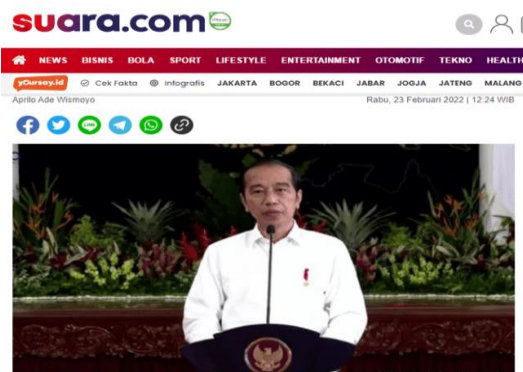 suara.com
NEWS BISNIS BOLA SPORT LIFESTYLE ENTERTAINMENT OTOMOTIF TEKNO HEALTH
yOursay.id Cek Fakta Infografis JAKARTA BOGOR BEKACI JABAR JOGJA JATENG MALANG
Aprilo Ade Wismoyo Rabu, 23 Februari 2022 | 12:24 WIB
LINE